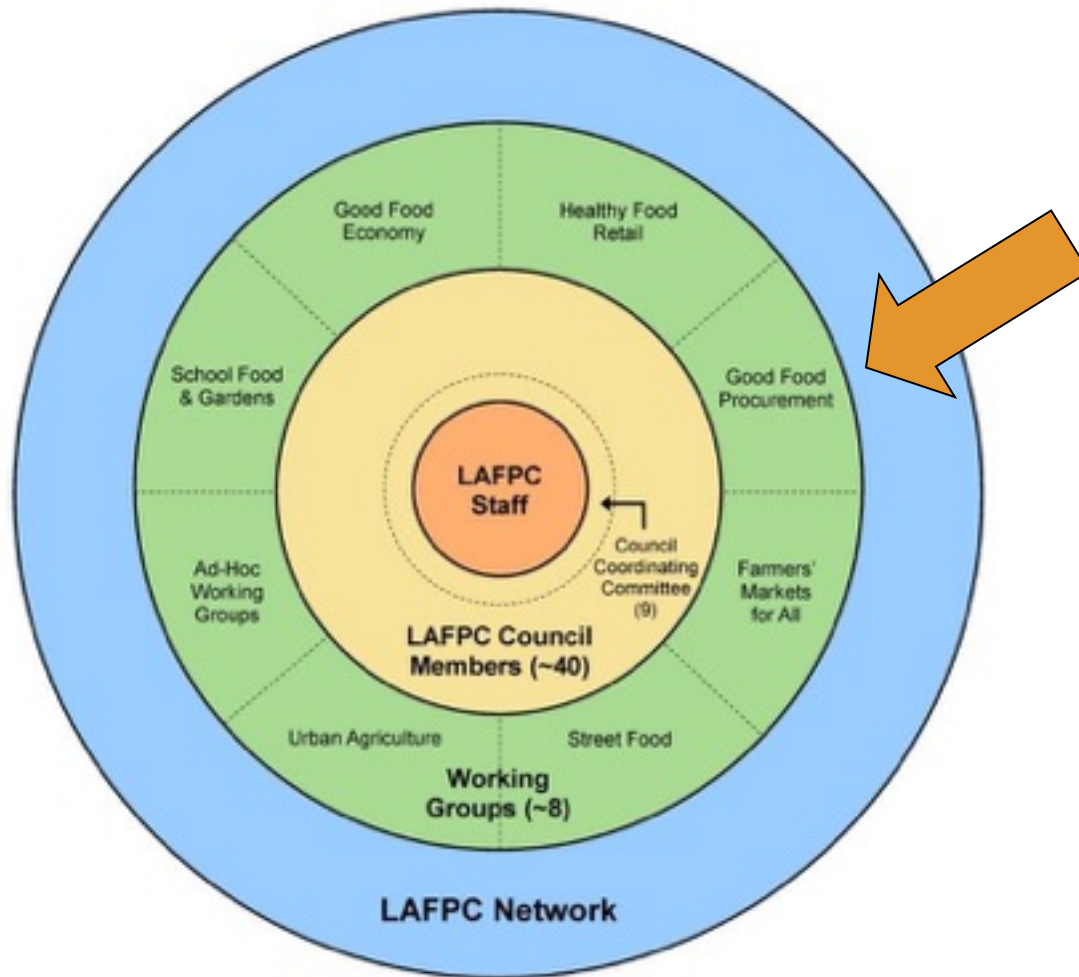 Good Food
Economy
Healthy Food
Retail
School Food
& Gardens
Good Food
Procurement
LAFPC
Staff
Council
Coordinating
Committee
(9)
Ad-Hoc
Working
Groups
Farmers'
Markets
for All
LAFPC Council
Members (~40)
Urban Agriculture
Street Food
Working
Groups (~8)
LAFPC Network